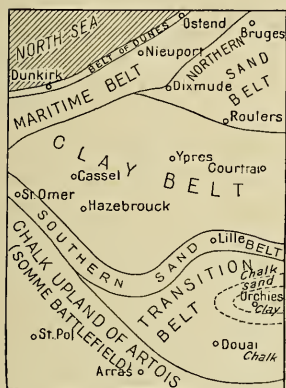 NORTH SEA
Ostend
Bruges
BELT OF DUNES
Nieuport
Dunkirk
NORTHERN
SAND
BELT
MARITIME BELT
Dixmude
Roulers
CLAY BELT
Ypres
Courtrai
Cassel
St.Omer
Hazebrouck
SOUTHERN SAND BELT
Lille
TRANSITION
BELT
Chalk
sand
Orchies
Clay
CHALK UPLAND OF ARTOIS
(SOMME BATTLEFIELD)
St.Pol
Douai
Chalk
Arras